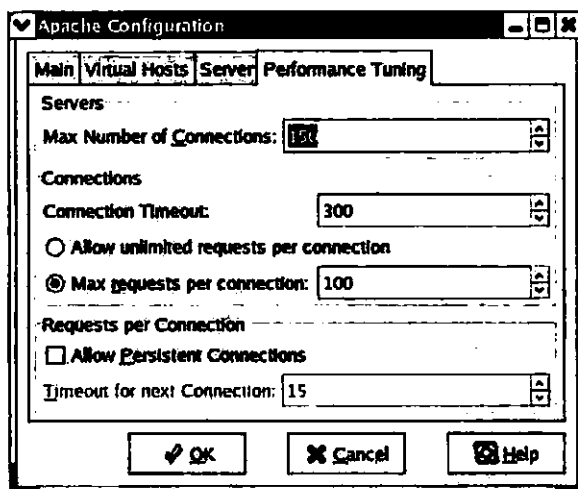 Apache Configuration
Main Virtual Hosts Server Performance Tuning
Servers
Max Number of Connections: 150
Connections
Connection Timeout: 300
Allow unlimited requests per connection
Max requests per connection: 100
Requests per Connection
Allow Persistent Connections
Timeout for next Connection: 15
OK Cancel Help